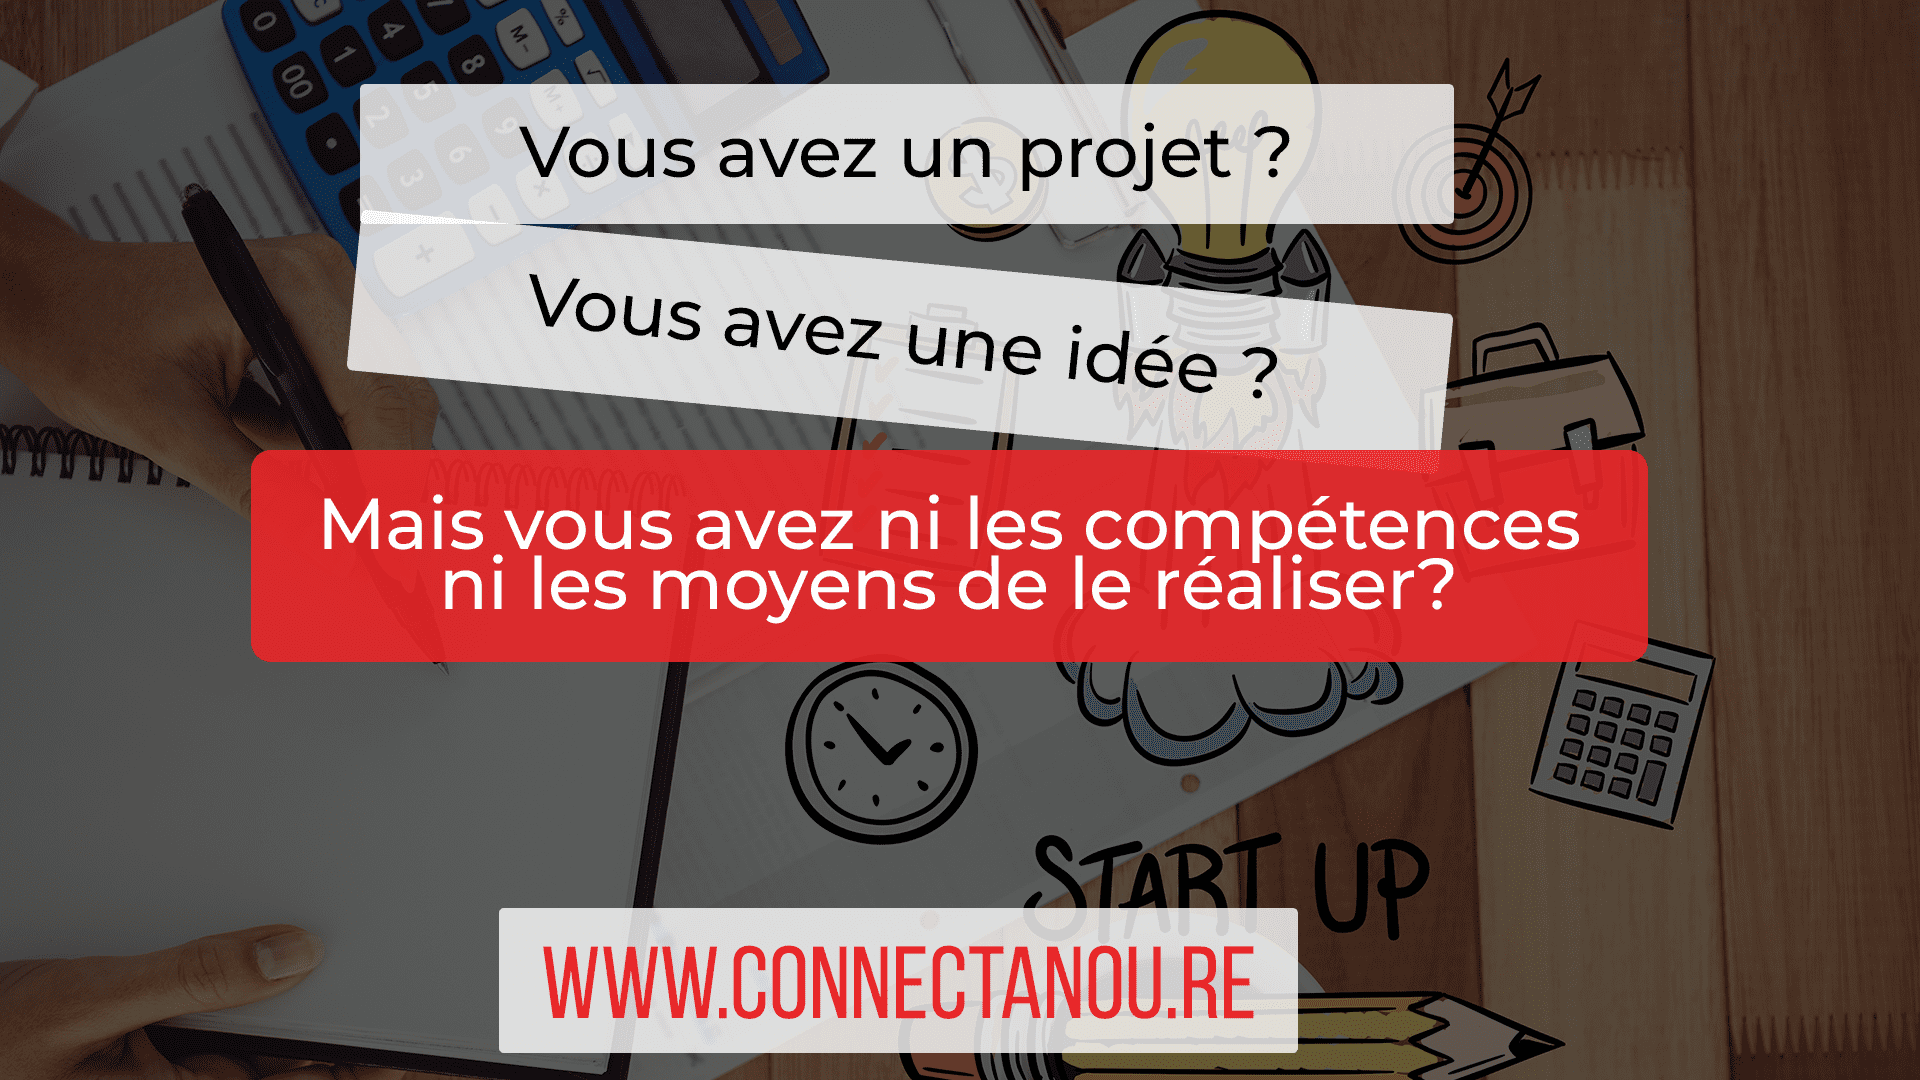 Vous avez un projet ?
Vous avez une idée ?
Mais vous avez ni les compétences
ni les moyens de le réaliser?
START UP
WWW.CONNECTANOU.RE